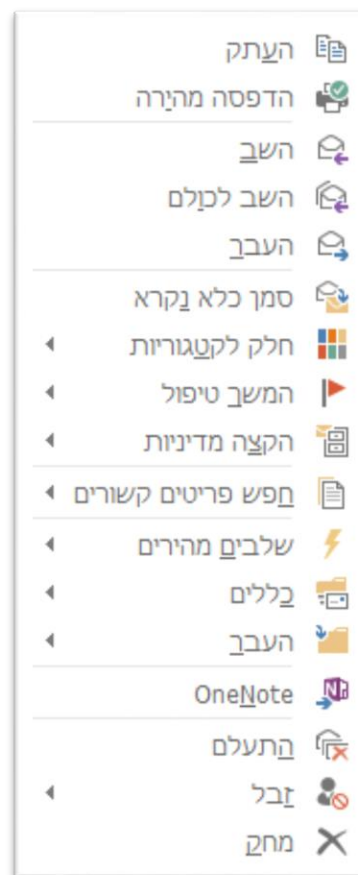 העתק
הדפסה מהירה
השב
השב לכולם
העבר
סמן כלא נקרא
חלק לקטגוריות
המשך טיפול
הקצה מדיניות
חפש פריטים קשורים
שלבים מהירים
כללים
העבר
OneNote
התעלם
זבל
מחק